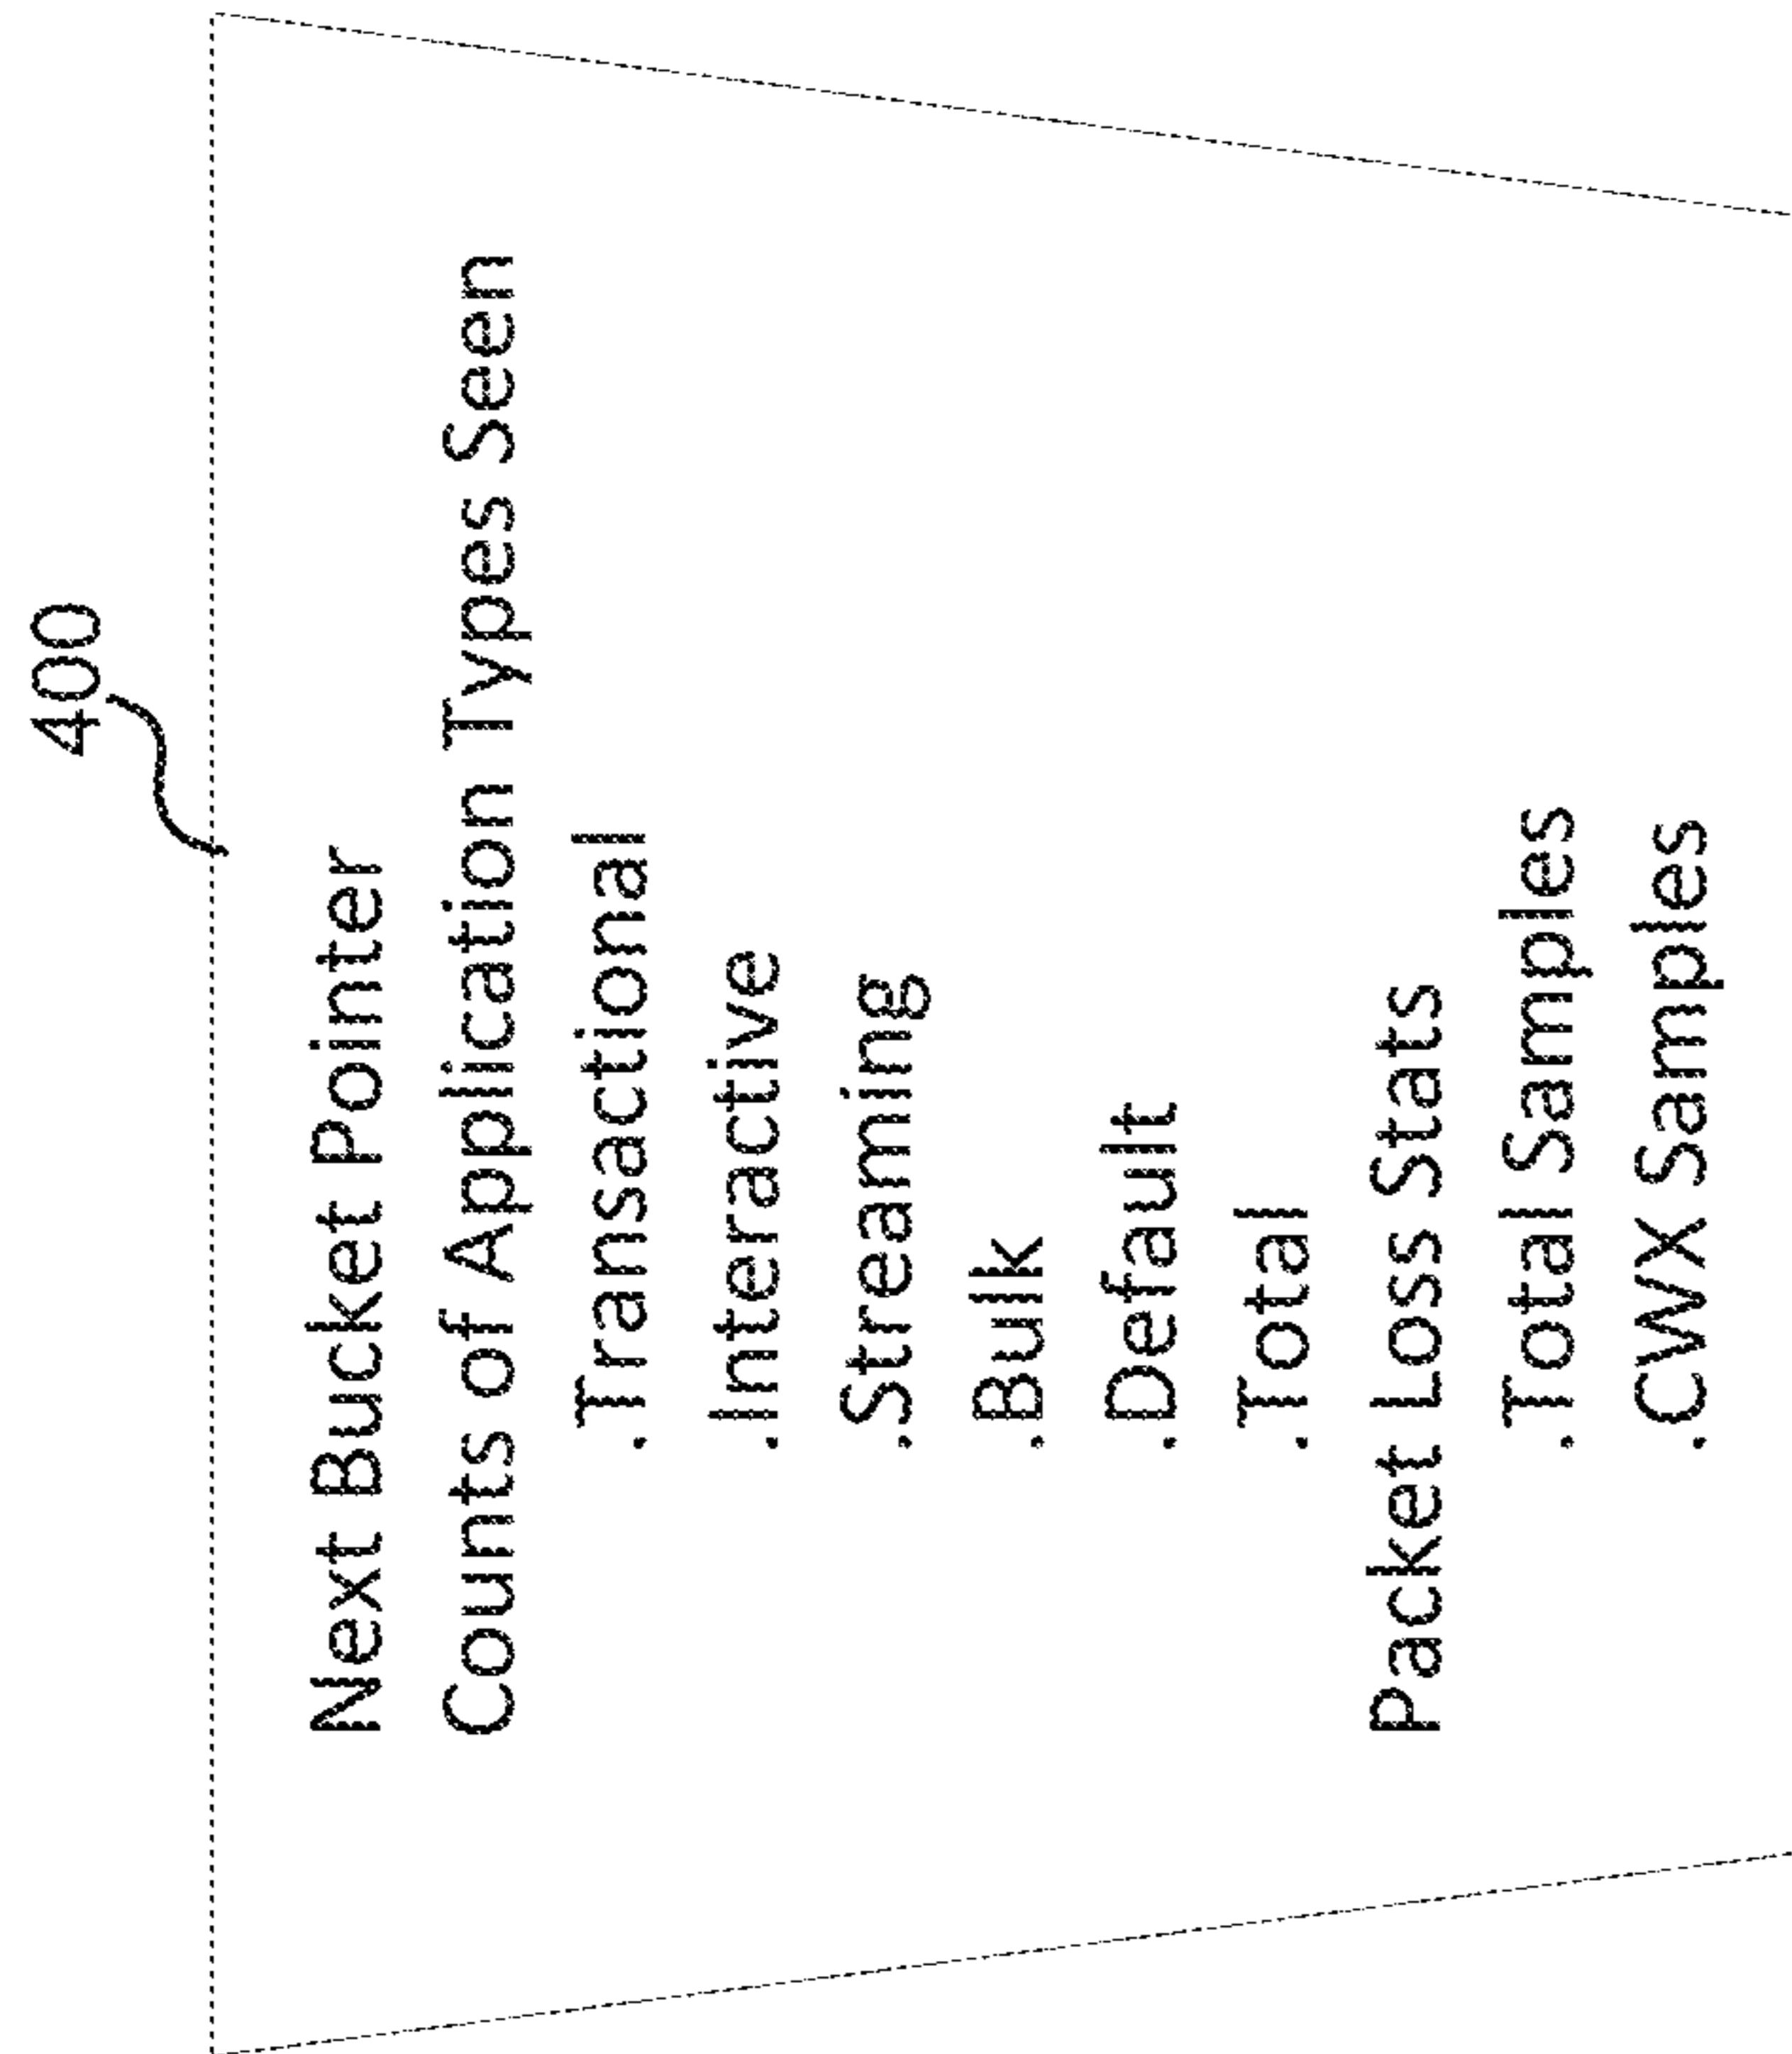 400
Next Bucket Pointer
Counts of Application Types Seen
.Transactional
.Interactive
.Streaming
.Bulk
.Default
.Total
Packet Loss Stats
.Total Samples
.CWX Samples